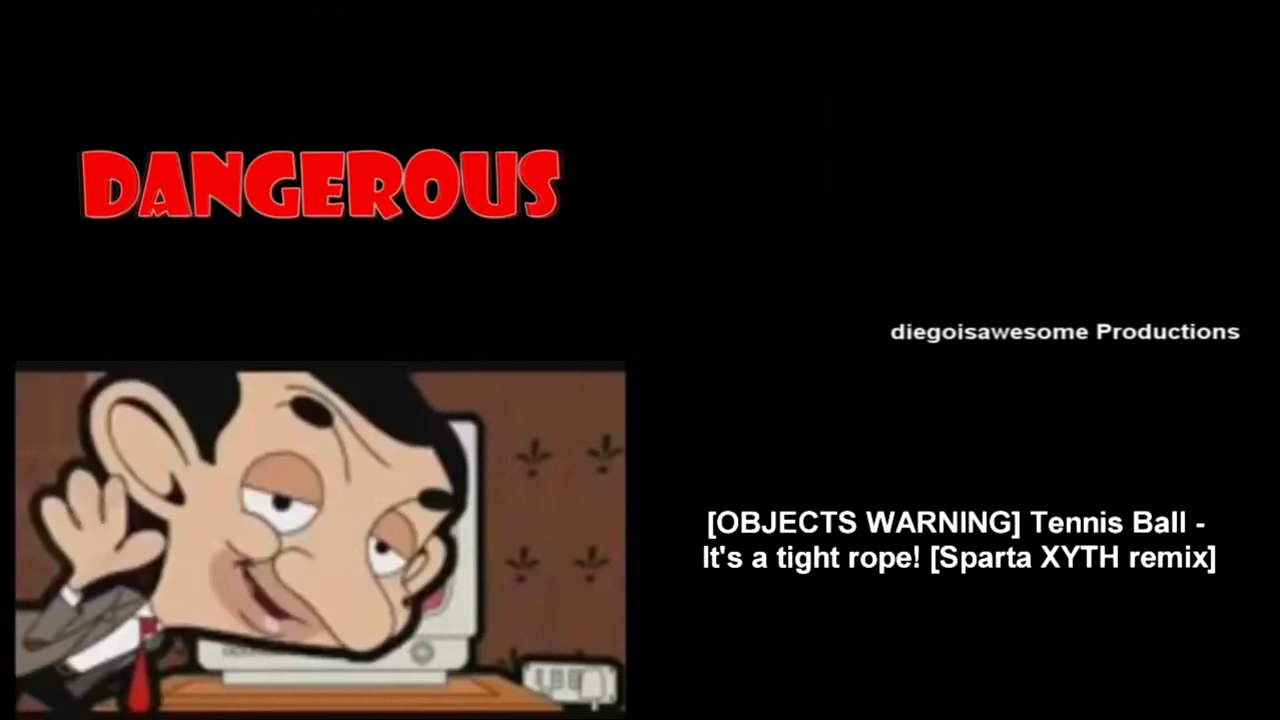 DANGEROUS
diegoisawesome Productions
[OBJECTS WARNING] Tennis Ball -
It's a tight rope! [Sparta XYTH remix]